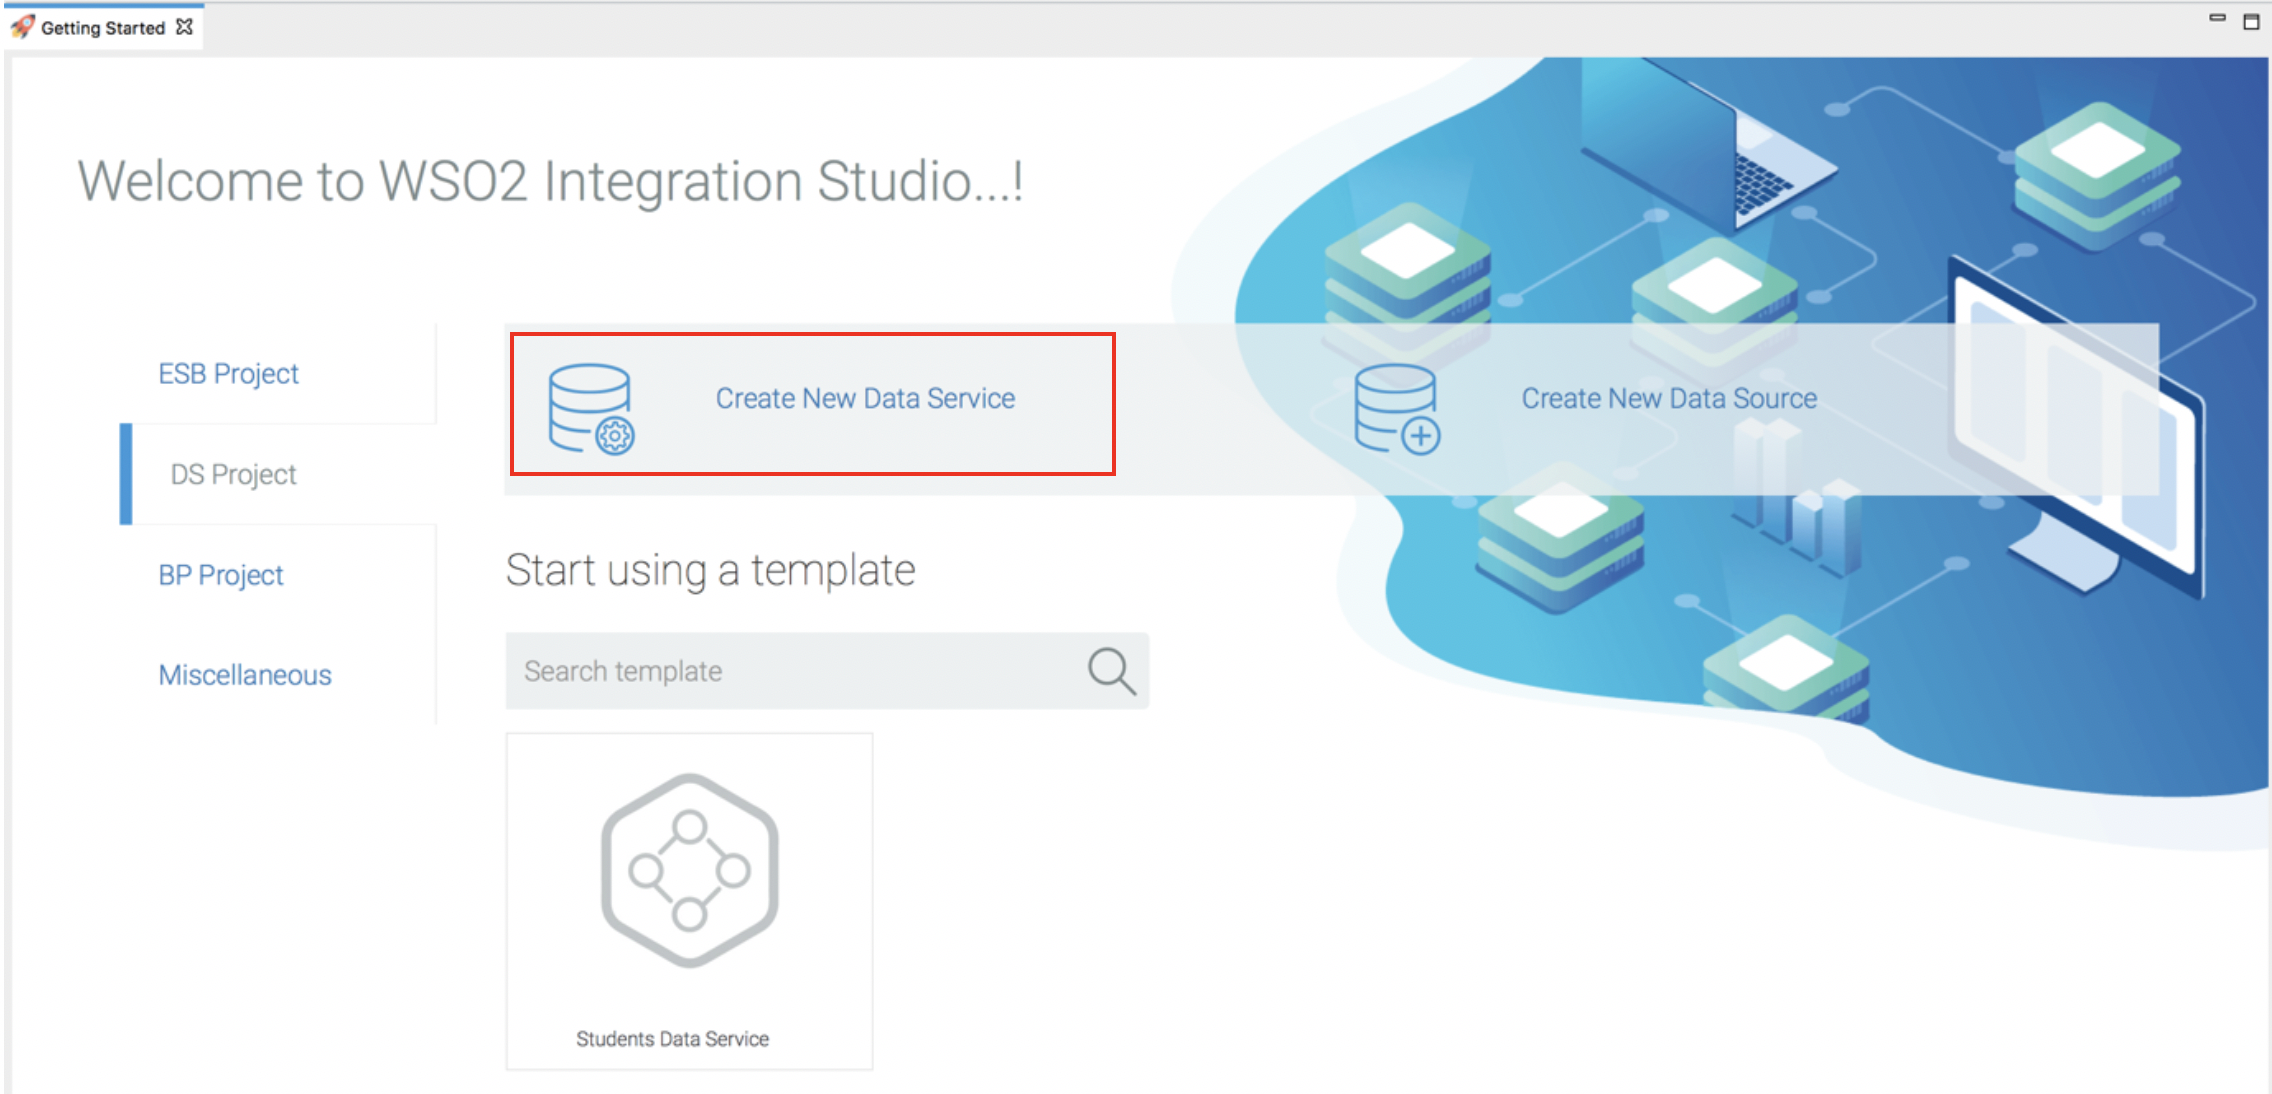 Getting Started
Welcome to WSO2 Integration Studio...!
ESB Project
DS Project
BP Project
Miscellaneous
Create New Data Service
Create New Data Source
Start using a template
Search template
Students Data Service